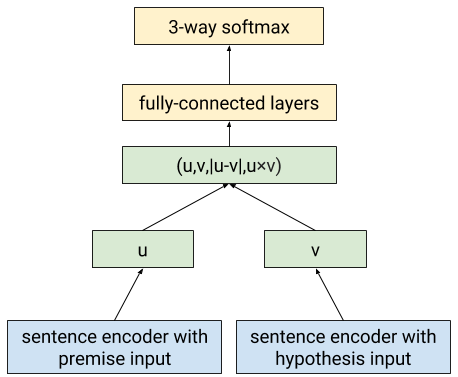 3-way softmax
fully-connected layers
(u,v,|u-v|,u×v)
u
v
sentence encoder with
premise input
sentence encoder with
hypothesis input